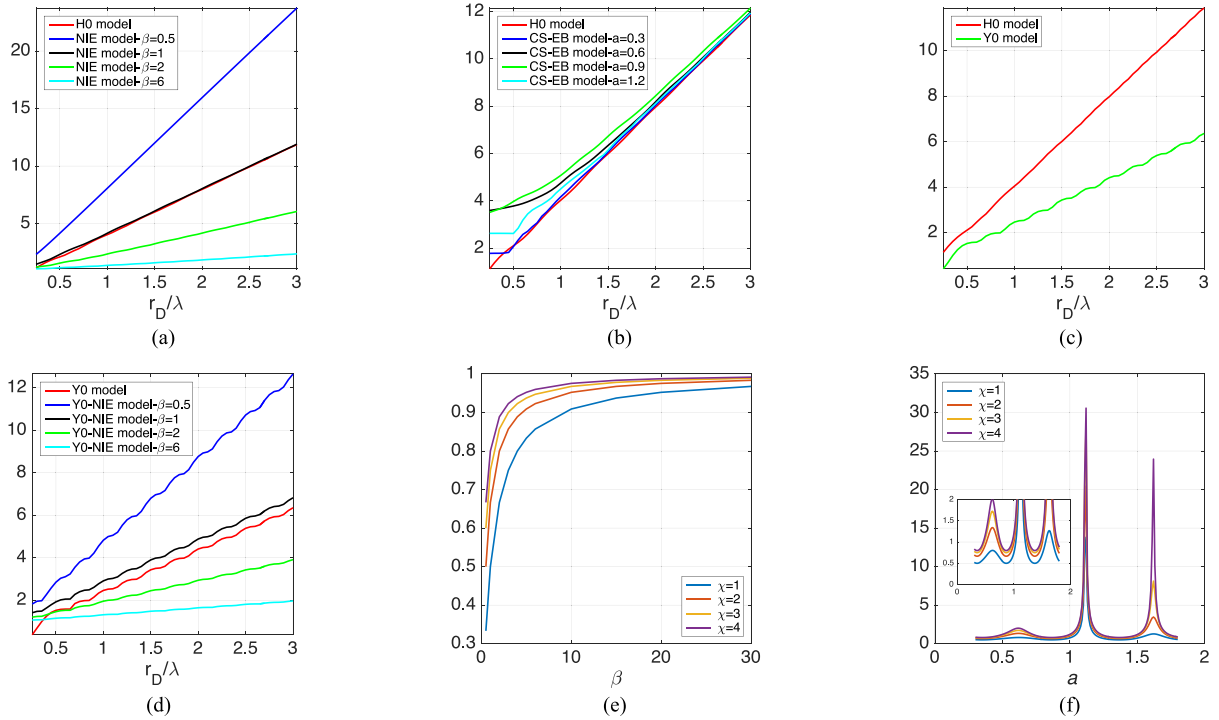 H0 model
NIE model-β=0.5
NIE model-β=1
NIE model-β=2
NIE model-β=6
20
15
10
5
0.5 1 1.5 2 2.5 3
r_D/λ
(a)
H0 model
CS-EB model-a=0.3
CS-EB model-a=0.6
CS-EB model-a=0.9
CS-EB model-a=1.2
12
10
8
6
4
2
0.5 1 1.5 2 2.5 3
r_D/λ
(b)
H0 model
Y0 model
10
8
6
4
2
0.5 1 1.5 2 2.5 3
r_D/λ
(c)
Y0 model
Y0-NIE model-β=0.5
Y0-NIE model-β=1
Y0-NIE model-β=2
Y0-NIE model-β=6
12
10
8
6
4
2
0.5 1 1.5 2 2.5 3
r_D/λ
(d)
1
0.9
0.8
0.7
0.6
0.5
0.4
0.3
χ=1
χ=2
χ=3
χ=4
0 10 20 30
β
(e)
35
30
25
20
15
10
5
0
χ=1
χ=2
χ=3
χ=4
2
1.5
1
0.5
0
0 1 2
0 0.5 1 1.5 2
a
(f)